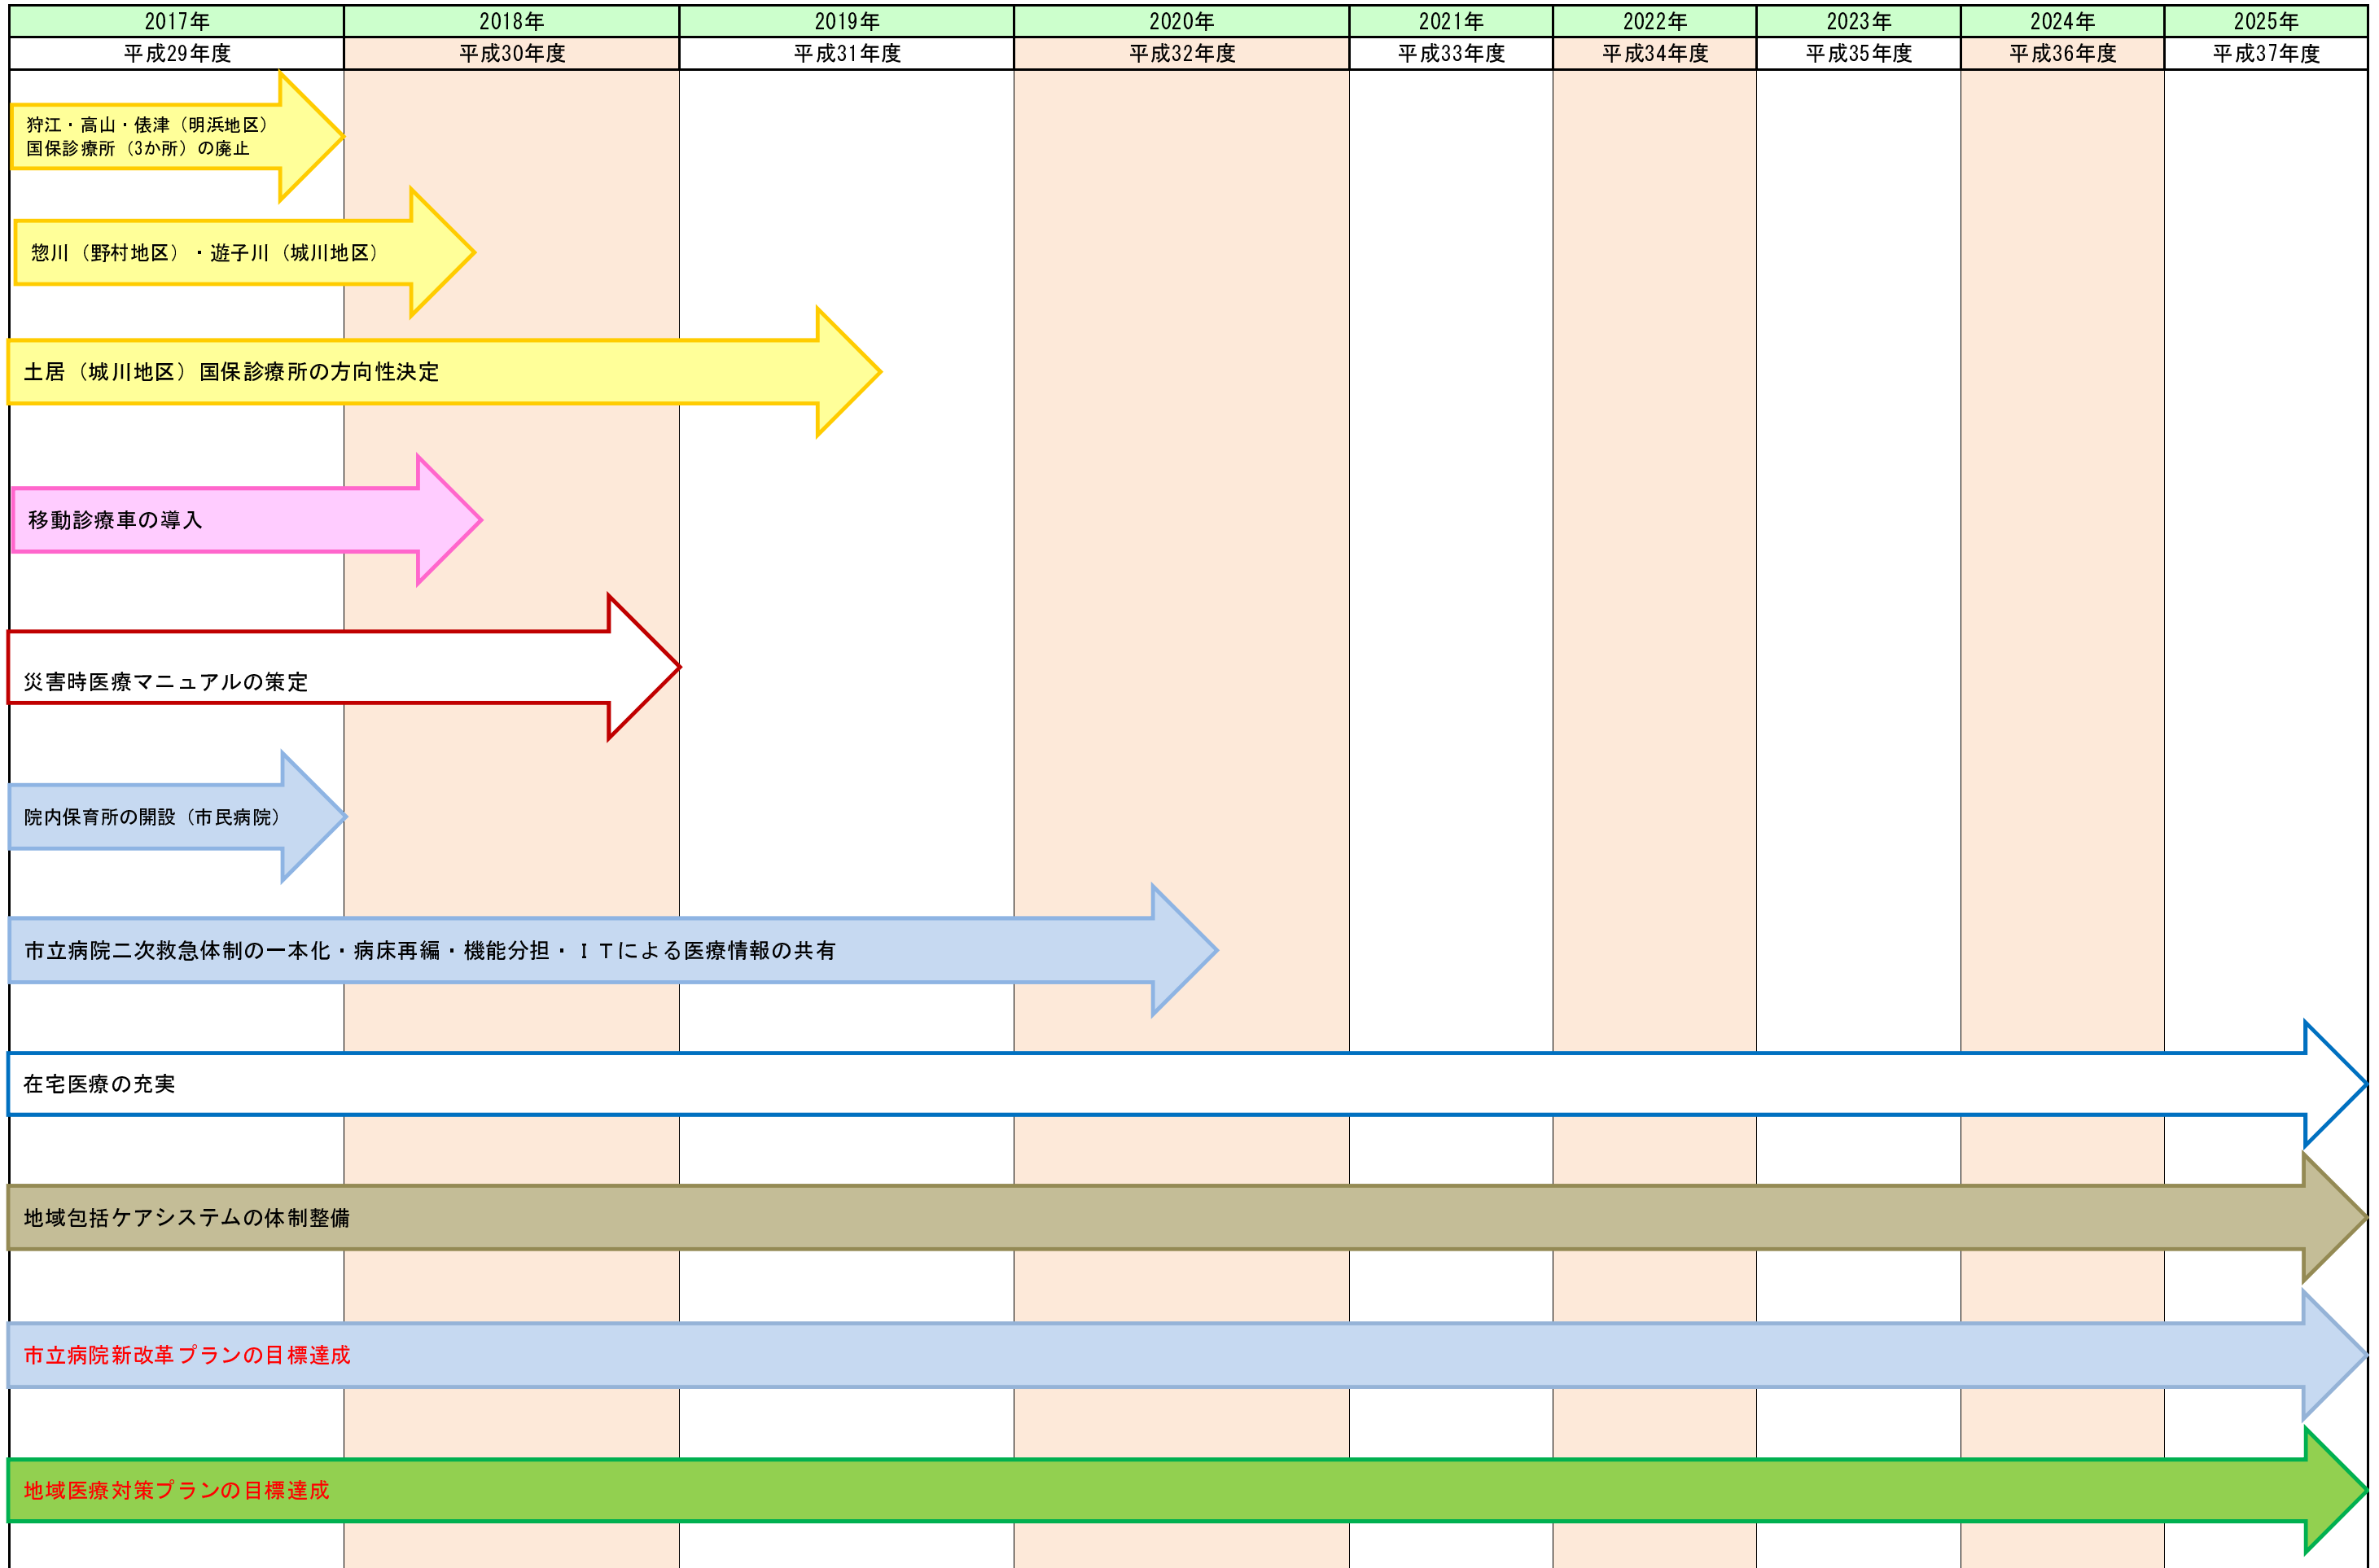 2017年 2018年 2019年 2020年 2021年 2022年 2023年 2024年 2025年
平成29年度 平成30年度 平成31年度 平成32年度 平成33年度 平成34年度 平成35年度 平成36年度 平成37年度
狩江・高山・俵津（明浜地区）
国保診療所（3か所）の廃止
惣川（野村地区）・遊子川（城川地区）
土居（城川地区）国保診療所の方向性決定
移動診療車の導入
災害時医療マニュアルの策定
院内保育所の開設（市民病院）
市立病院二次救急体制の一本化・病床再編・機能分担・ＩＴによる医療情報の共有
在宅医療の充実
地域包括ケアシステムの体制整備
市立病院新改革プランの目標達成
地域医療対策プランの目標達成